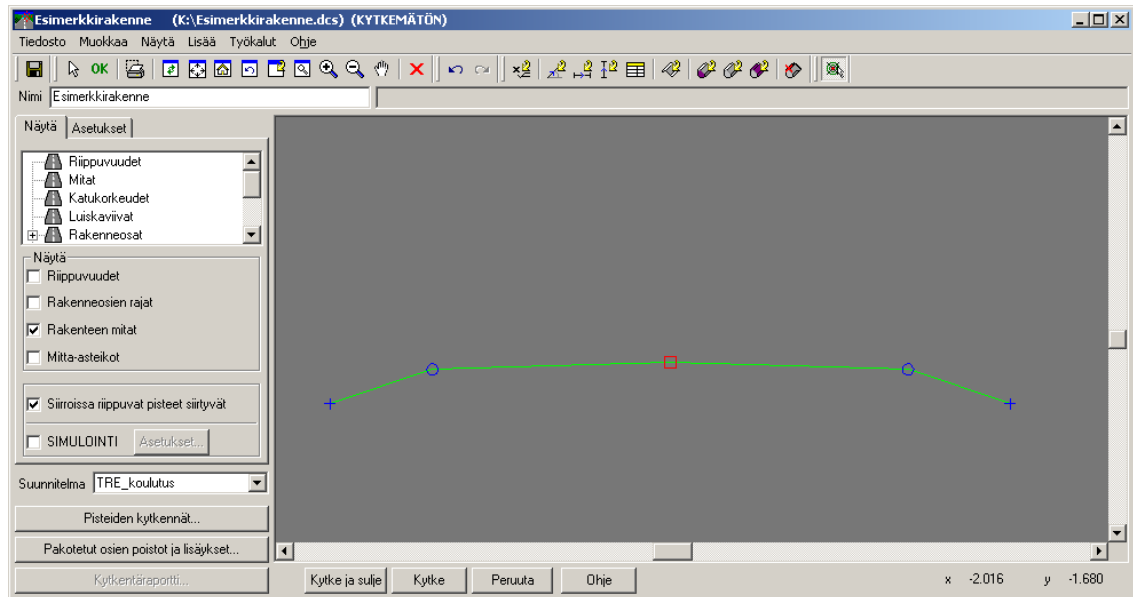 Esimerkkirakenne (K:\Esimerkkirakenne.dcs) (KYTKEMÄTÖN)
Tiedosto Muokkaa Näytä Lisää Työkalut Ohje
OK
Nimi Esimerkkirakenne
Näytä Asetukset
Riippuvuudet
Mitat
Katukorkeudet
Luiskaviivat
Rakenneosat
Näytä
Riippuvuudet
Rakenneosien rajat
Rakenteen mitat
Mitta-asteikot
Siirroissa riippuvat pisteet siirtyvät
SIMULOINTI Asetukset...
Suunnitelma TRE_koulutus
Pisteiden kytkennät...
Pakotetut osien poistot ja lisäykset...
Kytkentäraportti... Kytke ja sulje Kytke Peruuta Ohje x -2.016 y -1.680